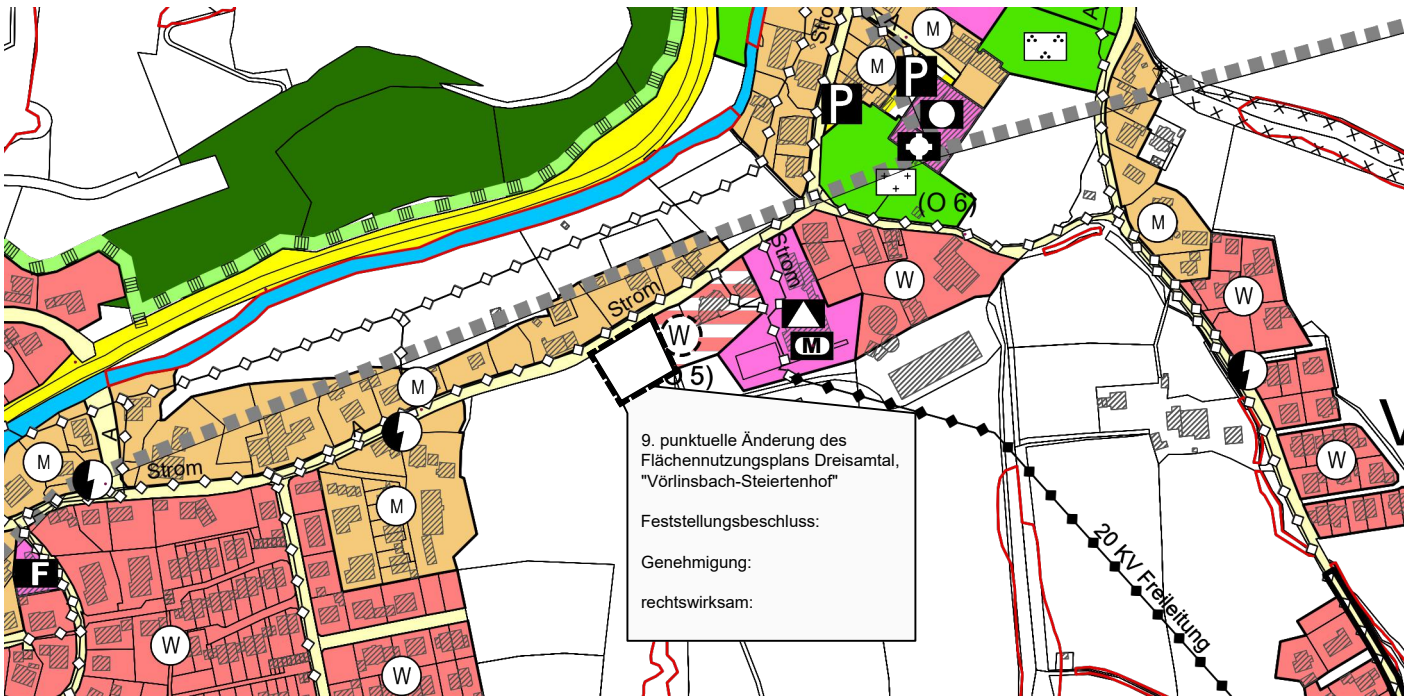 Strom
A
M
M
P
P
(O 6)
Strom
M
W
W
Strom
W
M
(O 5)
M
A
M
Strom
M
F
W
W
W
9. punktuelle Änderung des
Flächennutzungsplans Dreisamtal,
"Vörlinsbach-Steiertenhof"
Feststellungsbeschluss:
Genehmigung:
rechtswirksam:
20 KV Freileitung